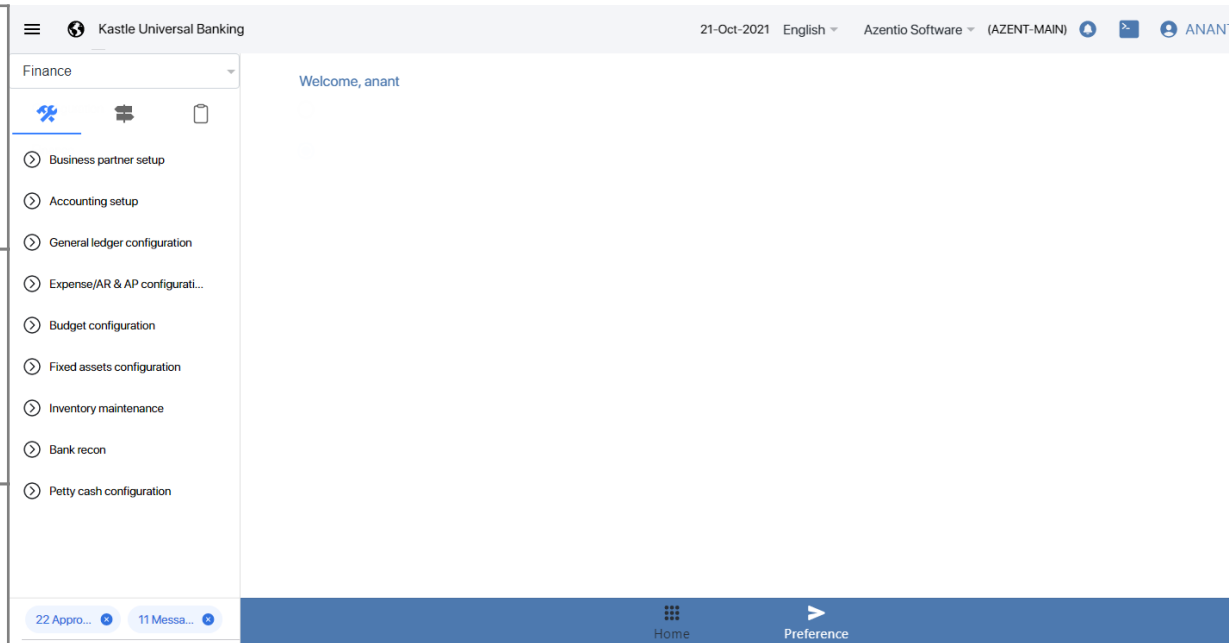 Kastle Universal Banking
21-Oct-2021 English Azentio Software (AZENT-MAIN) ANANT
Finance
Welcome, anant
Business partner setup
Accounting setup
General ledger configuration
Expense/AR & AP configurati...
Budget configuration
Fixed assets configuration
Inventory maintenance
Bank recon
Petty cash configuration
22 Appro... 11 Messa...
Home Preference